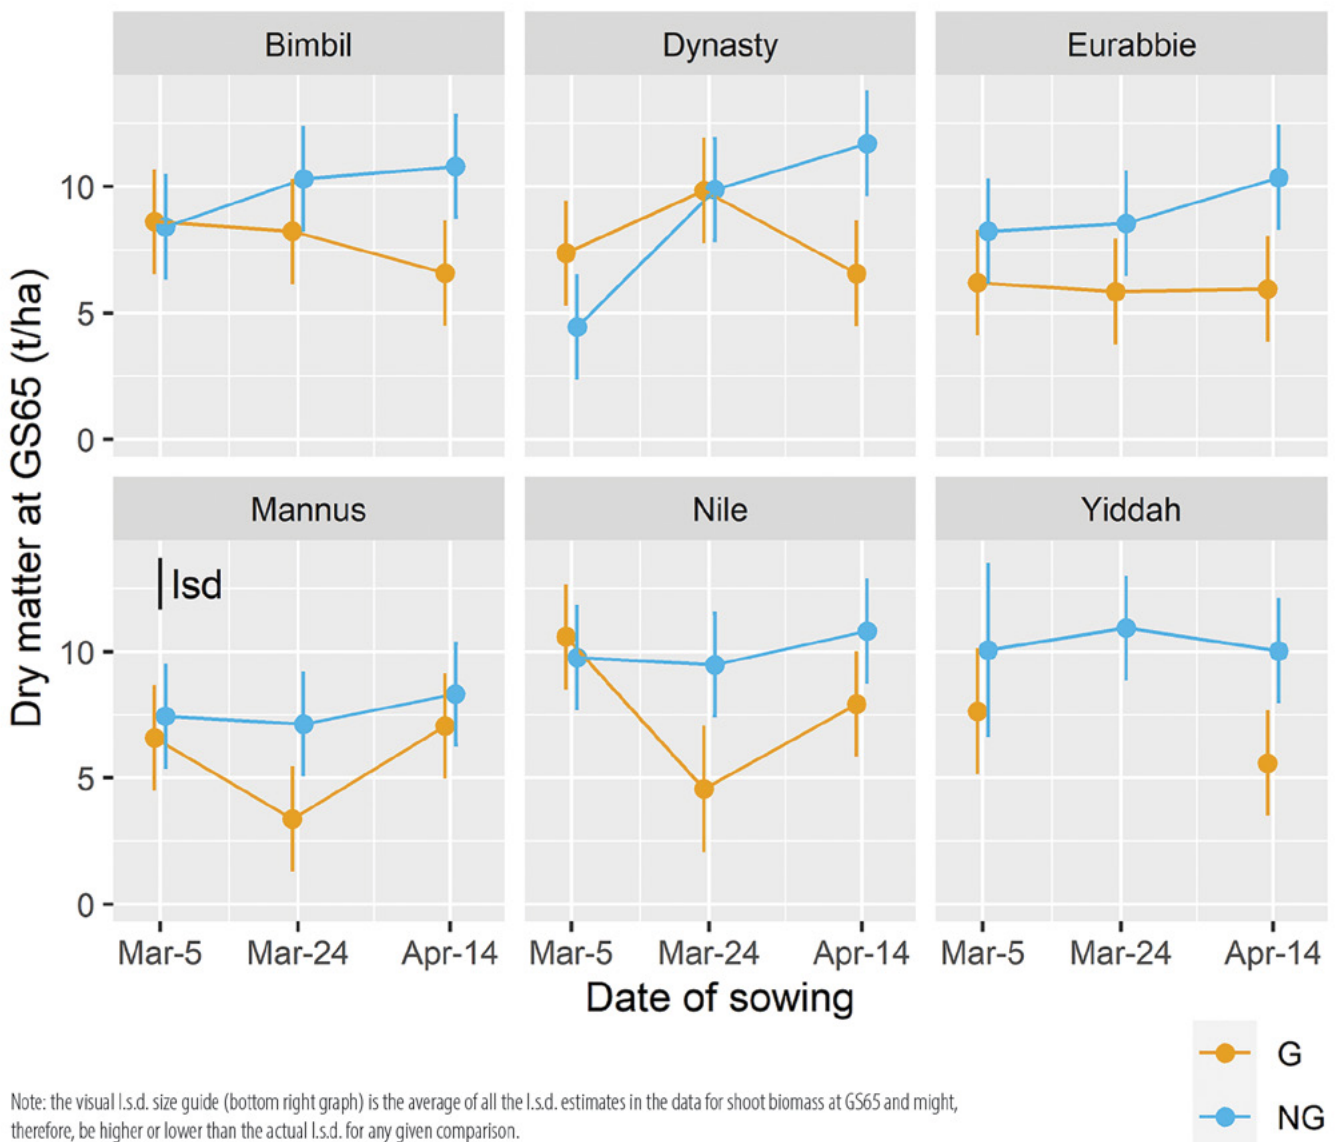 Bimbil Dynasty Eurabbie
Dry matter at GS65 (t/ha)
10
5
0
Mannus Nile Yiddah
lsd
10
5
0
Mar-5 Mar-24 Apr-14 Mar-5 Mar-24 Apr-14 Mar-5 Mar-24 Apr-14
Date of sowing
G
NG
Note: the visual l.s.d. size guide (bottom right graph) is the average of all the l.s.d. estimates in the data for shoot biomass at GS65 and might,
therefore, be higher or lower than the actual l.s.d. for any given comparison.